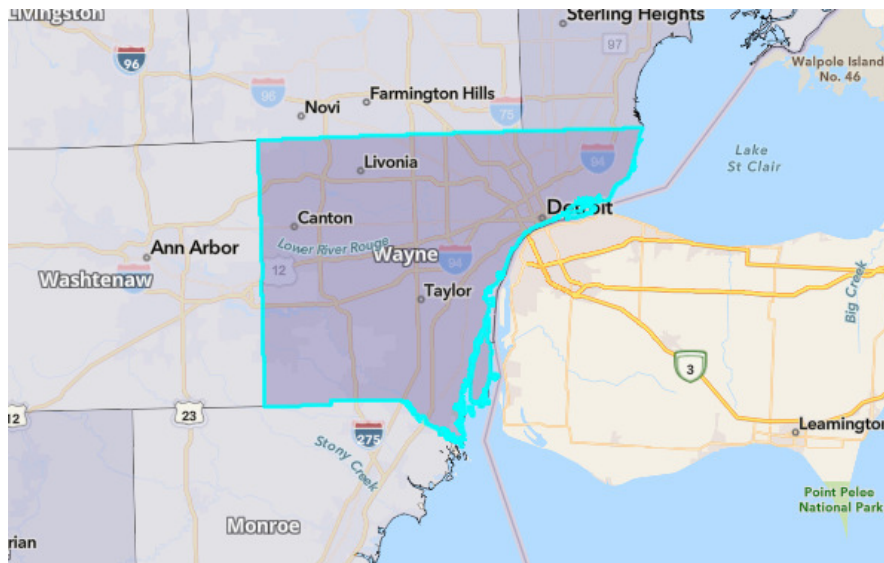 Livingston
Sterling Heights
97
96
Walpole Island
No. 46
96
Farmington Hills
Novi
75
Lake
St Clair
Livonia
94
Detroit
Canton
Lower River Rouge
Wayne
Ann Arbor
94
12
Washtenaw
Taylor
Big Creek
3
12
23
Leamington
275
Stony Creek
Point Pelee
National Park
Monroe
rian